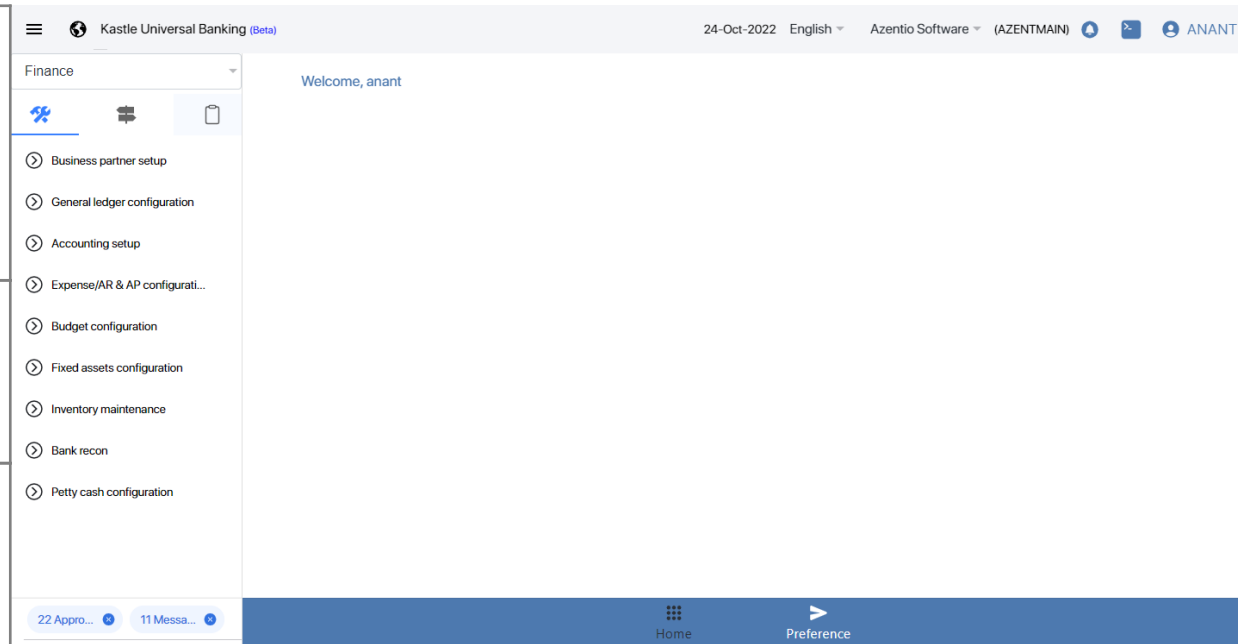 Kastle Universal Banking (Beta)
24-Oct-2022 English Azentio Software (AZENTMAIN) ANANT
Finance
Welcome, anant
Business partner setup
General ledger configuration
Accounting setup
Expense/AR & AP configurati...
Budget configuration
Fixed assets configuration
Inventory maintenance
Bank recon
Petty cash configuration
22 Appro... 11 Messa...
Home Preference